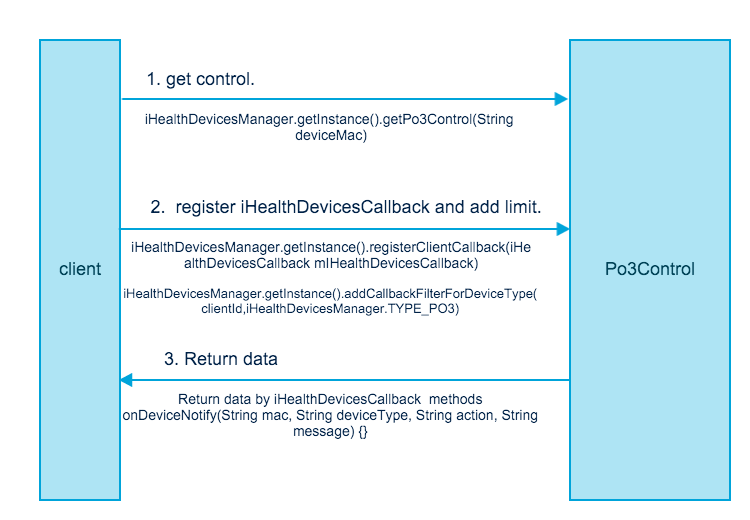 1. get control.
iHealthDevicesManager.getInstance().getPo3Control(String
deviceMac)
2.  register iHealthDevicesCallback and add limit.
iHealthDevicesManager.getInstance().registerClientCallback(iHe
althDevicesCallback mIHealthDevicesCallback)
client
Po3Control
iHealthDevicesManager.getInstance().addCallbackFilterForDeviceType(
clientId,iHealthDevicesManager.TYPE_PO3)
3. Return data
Return data by iHealthDevicesCallback  methods
onDeviceNotify(String mac, String deviceType, String action, String
message) {}